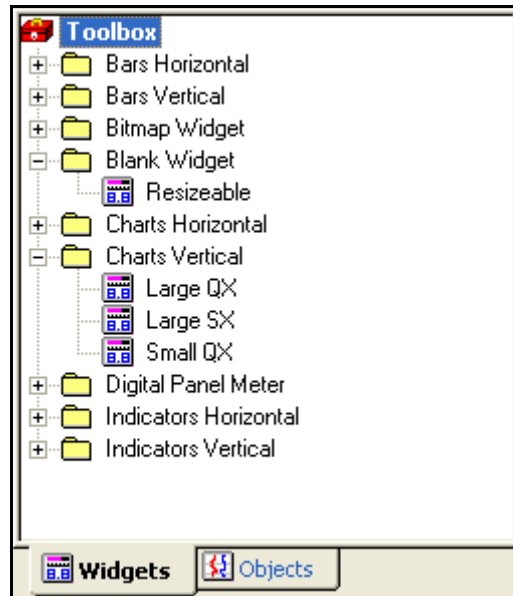 Toolbox
Bars Horizontal
Bars Vertical
Bitmap Widget
Blank Widget
Resizeable
Charts Horizontal
Charts Vertical
Large QX
Large SX
Small QX
Digital Panel Meter
Indicators Horizontal
Indicators Vertical
Widgets Objects